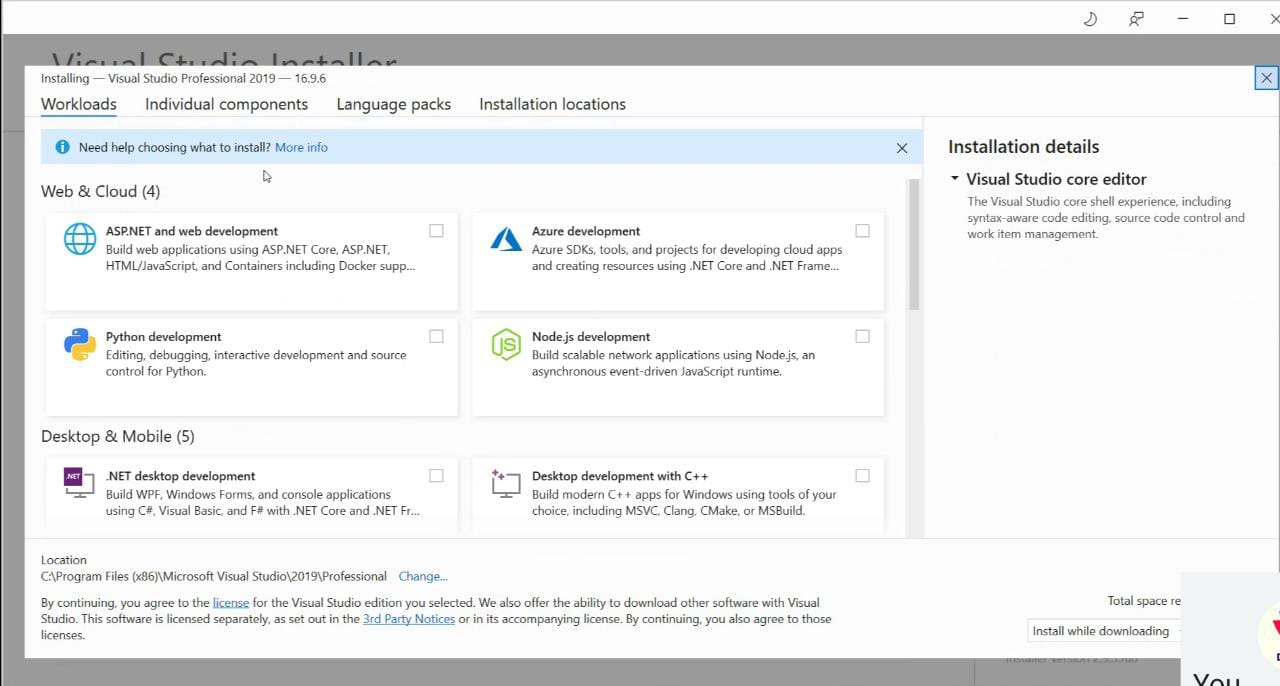 Visual Studio Installer
Installing — Visual Studio Professional 2019 — 16.9.6
Workloads
Individual components
Language packs
Installation locations
Need help choosing what to install? More info
Web & Cloud (4)
ASP.NET and web development
Build web applications using ASP.NET Core, ASP.NET,
HTML/JavaScript, and Containers including Docker supp...
Azure development
Azure SDKs, tools, and projects for developing cloud apps
and creating resources using .NET Core and .NET Frame...
Python development
Editing, debugging, interactive development and source
control for Python.
Node.js development
Build scalable network applications using Node.js, an
asynchronous event-driven JavaScript runtime.
Desktop & Mobile (5)
.NET desktop development
Build WPF, Windows Forms, and console applications
using C#, Visual Basic, and F# with .NET Core and .NET Fr...
Desktop development with C++
Build modern C++ apps for Windows using tools of your
choice, including MSVC, Clang, CMake, or MSBuild.
Installation details
Visual Studio core editor
The Visual Studio core shell experience, including
syntax-aware code editing, source code control and
work item management.
Location
C:\Program Files (x86)\Microsoft Visual Studio\2019\Professional Change...
By continuing, you agree to the license for the Visual Studio edition you selected. We also offer the ability to download other software with Visual
Studio. This software is licensed separately, as set out in the 3rd Party Notices or in its accompanying license. By continuing, you also agree to those
licenses.
Total space re
Install while downloading
You